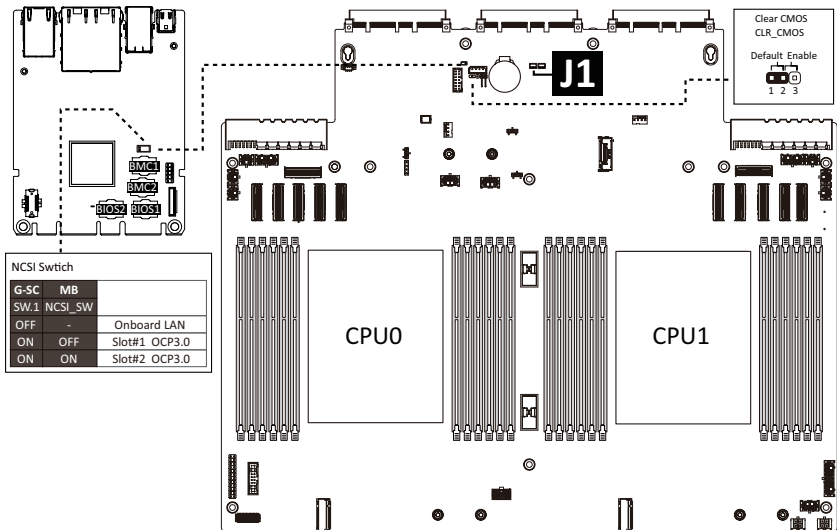 Clear CMOS
CLR_CMOS
Default Enable
1 2 3
J1
BMC1
BMC2
BIOS2 BIOS1
NCSI Swtich
G-SC MB
SW.1 NCSI_SW
OFF - Onboard LAN
ON OFF Slot#1 OCP3.0
ON ON Slot#2 OCP3.0
CPU0
CPU1